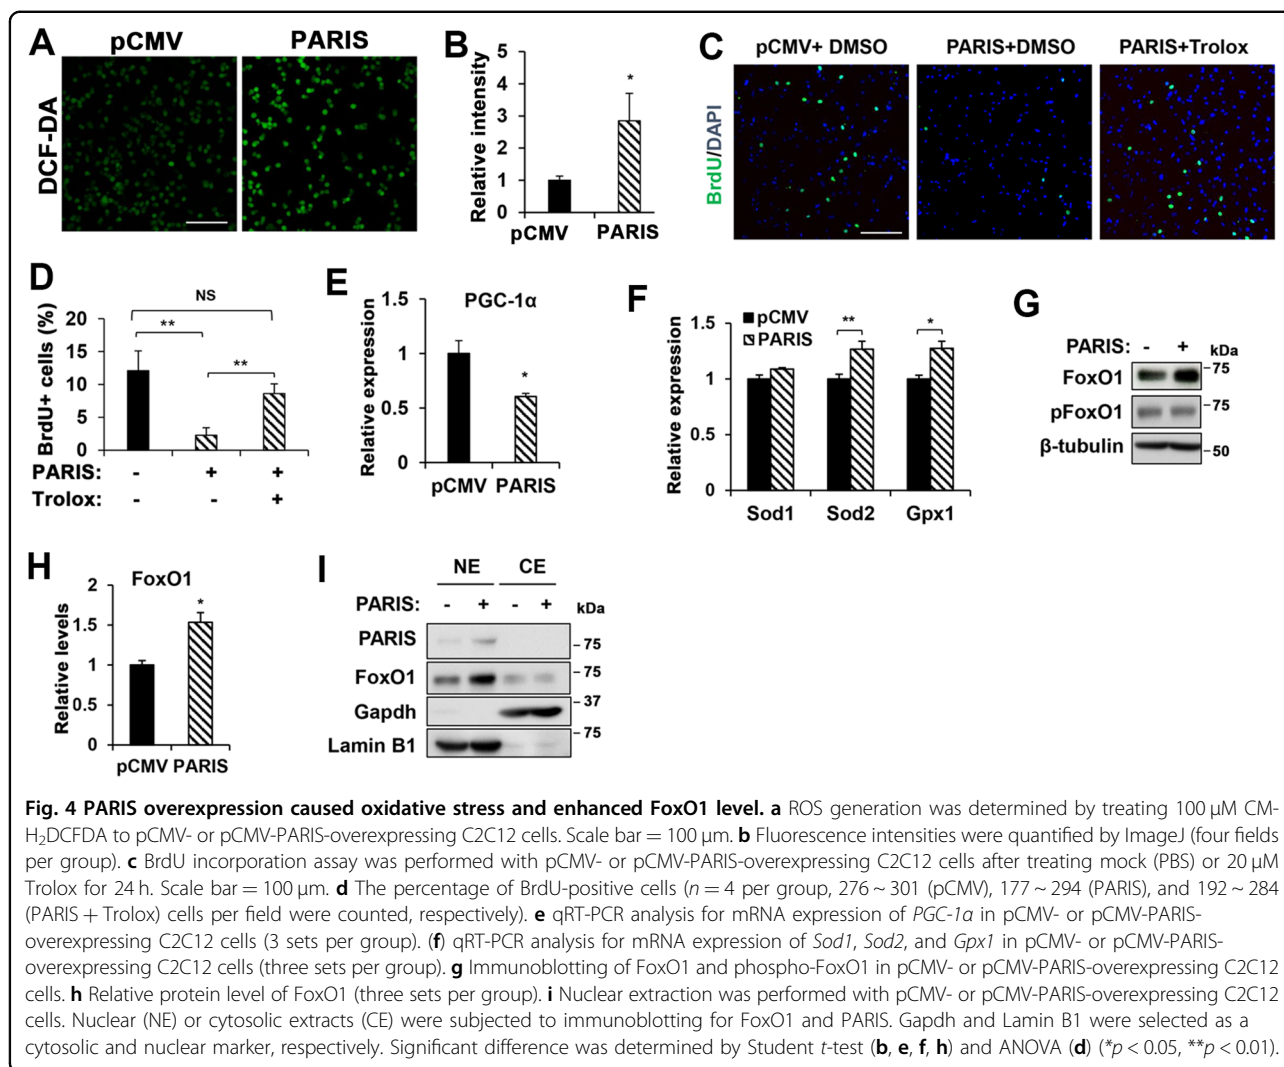 A
pCMV
PARIS
DCF-DA
B
Relative intensity
5
4
3
2
1
0
*
pCMV
PARIS
C
pCMV+ DMSO
PARIS+DMSO
PARIS+Trolox
BrdU/DAPI
D
BrdU+ cells (%)
20
15
10
5
0
NS
**
**
PARIS: - + +
Trolox: - - +
E
PGC-1α
Relative expression
1.5
1
0.5
0
*
pCMV PARIS
F
Relative expression
1.5
1
0.5
0
pCMV
PARIS
**
*
Sod1 Sod2 Gpx1
G
PARIS: - + kDa
FoxO1 -75
pFoxO1 -75
β-tubulin -50
H
FoxO1
Relative levels
2
1.5
1
0.5
0
*
pCMV PARIS
I
NE CE
PARIS: - + - + kDa
PARIS -75
FoxO1 -75
Gapdh -37
Lamin B1 -75
Fig. 4 PARIS overexpression caused oxidative stress and enhanced FoxO1 level. a ROS generation was determined by treating 100 μM CM-
H₂DCFDA to pCMV- or pCMV-PARIS-overexpressing C2C12 cells. Scale bar = 100 μm. b Fluorescence intensities were quantified by ImageJ (four fields
per group). c BrdU incorporation assay was performed with pCMV- or pCMV-PARIS-overexpressing C2C12 cells after treating mock (PBS) or 20 μM
Trolox for 24 h. Scale bar = 100 μm. d The percentage of BrdU-positive cells (n = 4 per group, 276 ~ 301 (pCMV), 177 ~ 294 (PARIS), and 192 ~ 284
(PARIS + Trolox) cells per field were counted, respectively). e qRT-PCR analysis for mRNA expression of PGC-1α in pCMV- or pCMV-PARIS-
overexpressing C2C12 cells (3 sets per group). (f) qRT-PCR analysis for mRNA expression of Sod1, Sod2, and Gpx1 in pCMV- or pCMV-PARIS-
overexpressing C2C12 cells (three sets per group). g Immunoblotting of FoxO1 and phospho-FoxO1 in pCMV- or pCMV-PARIS-overexpressing C2C12
cells. h Relative protein level of FoxO1 (three sets per group). i Nuclear extraction was performed with pCMV- or pCMV-PARIS-overexpressing C2C12
cells. Nuclear (NE) or cytosolic extracts (CE) were subjected to immunoblotting for FoxO1 and PARIS. Gapdh and Lamin B1 were selected as a
cytosolic and nuclear marker, respectively. Significant difference was determined by Student t-test (b, e, f, h) and ANOVA (d) (*p < 0.05, **p < 0.01).